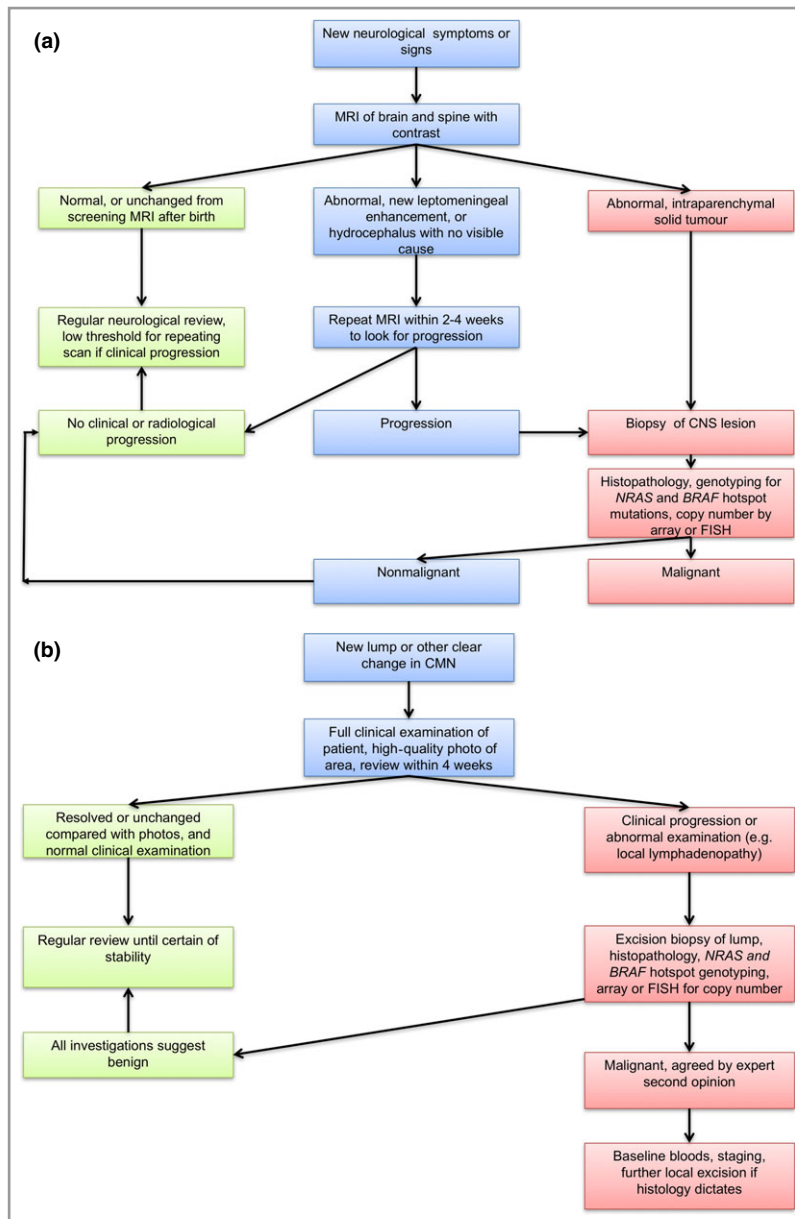 (a)
New neurological symptoms or
signs
MRI of brain and spine with
contrast
Normal, or unchanged from
screening MRI after birth
Abnormal, new leptomeningeal
enhancement, or
hydrocephalus with no visible
cause
Abnormal, intraparenchymal
solid tumour
Regular neurological review,
low threshold for repeating
scan if clinical progression
Repeat MRI within 2-4 weeks
to look for progression
No clinical or radiological
progression
Progression
Biopsy of CNS lesion
Histopathology, genotyping for
NRAS and BRAF hotspot
mutations, copy number by
array or FISH
Nonmalignant
Malignant
(b)
New lump or other clear
change in CMN
Full clinical examination of
patient, high-quality photo of
area, review within 4 weeks
Resolved or unchanged
compared with photos, and
normal clinical examination
Clinical progression or
abnormal examination (e.g.
local lymphadenopathy)
Regular review until certain of
stability
Excision biopsy of lump,
histopathology, NRAS and
BRAF hotspot genotyping,
array or FISH for copy number
All investigations suggest
benign
Malignant, agreed by expert
second opinion
Baseline bloods, staging,
further local excision if
histology dictates